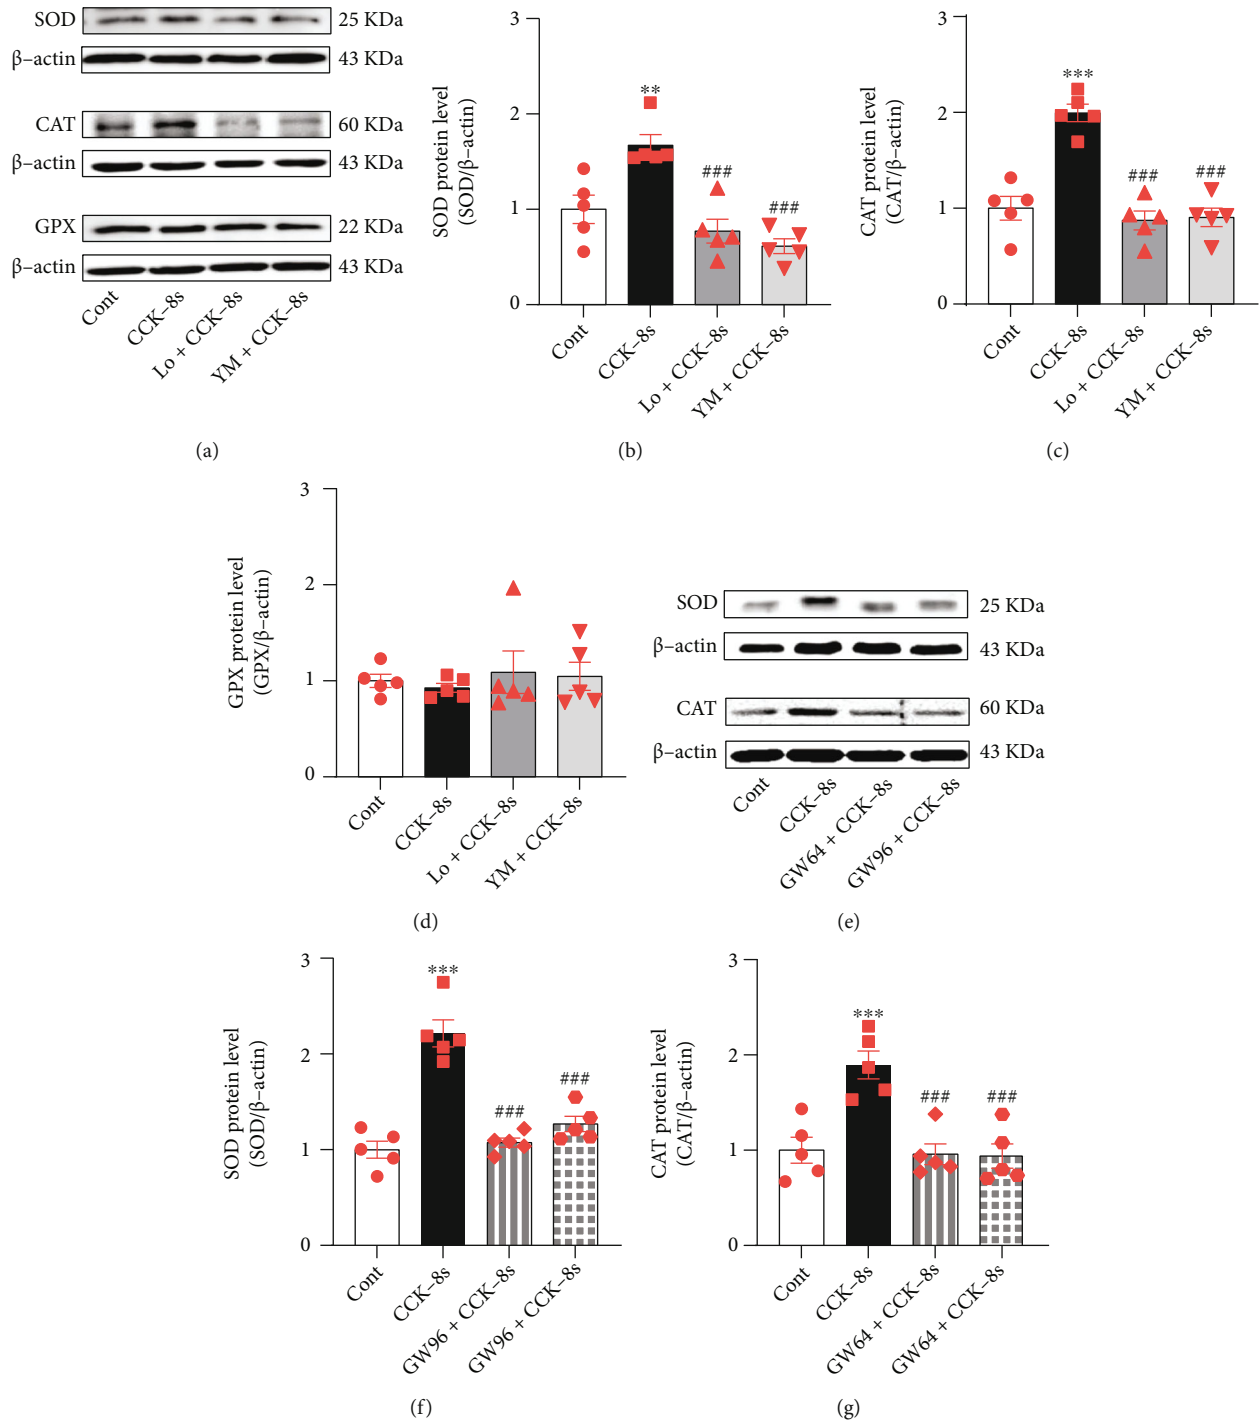 SOD
25 KDa
β–actin
43 KDa
CAT
60 KDa
β–actin
43 KDa
GPX
22 KDa
β–actin
43 KDa
Cont
CCK–8s
Lo + CCK–8s
YM + CCK–8s
(a)
SOD protein level
(SOD/β–actin)
3
2
1
0
**
###
###
Cont
CCK–8s
Lo + CCK–8s
YM + CCK–8s
(b)
CAT protein level
(CAT/β–actin)
3
2
1
0
***
###
###
Cont
CCK–8s
Lo + CCK–8s
YM + CCK–8s
(c)
GPX protein level
(GPX/β–actin)
3
2
1
0
Cont
CCK–8s
Lo + CCK–8s
YM + CCK–8s
(d)
SOD
25 KDa
β–actin
43 KDa
CAT
60 KDa
β–actin
43 KDa
Cont
CCK–8s
GW64 + CCK–8s
GW96 + CCK–8s
(e)
SOD protein level
(SOD/β–actin)
3
2
1
0
***
###
###
Cont
CCK–8s
GW96 + CCK–8s
GW96 + CCK–8s
(f)
CAT protein level
(CAT/β–actin)
3
2
1
0
***
###
###
Cont
CCK–8s
GW64 + CCK–8s
GW64 + CCK–8s
(g)